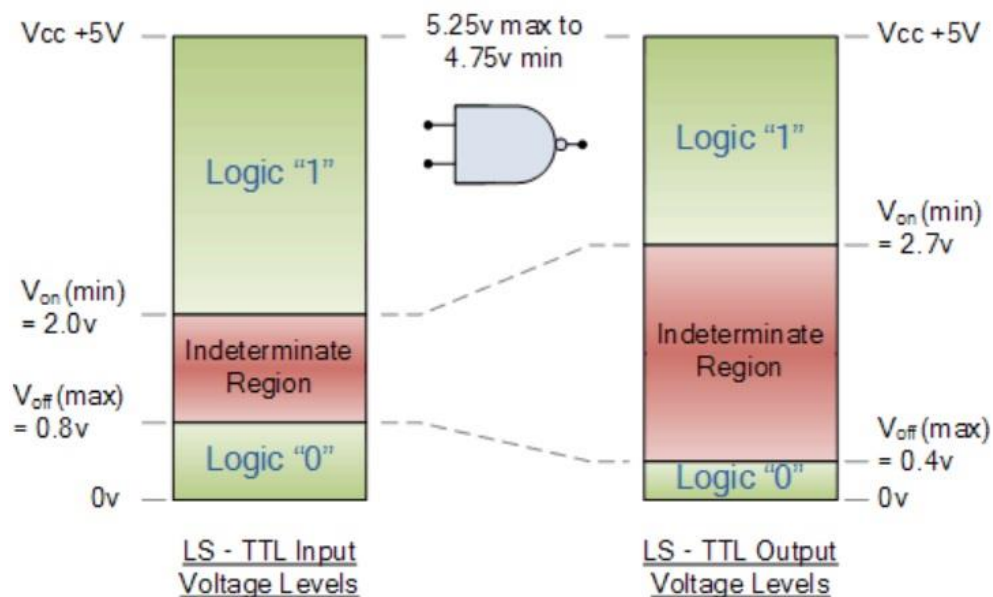 Vcc +5V
5.25v max to
4.75v min
Vcc +5V
Logic “1”
Logic “1”
Von (min)
= 2.7v
Von (min)
= 2.0v
Indeterminate
Region
Indeterminate
Region
Voff (max)
= 0.8v
Voff (max)
= 0.4v
Logic “0”
Logic “0”
0v
0v
LS - TTL Input
Voltage Levels
LS - TTL Output
Voltage Levels